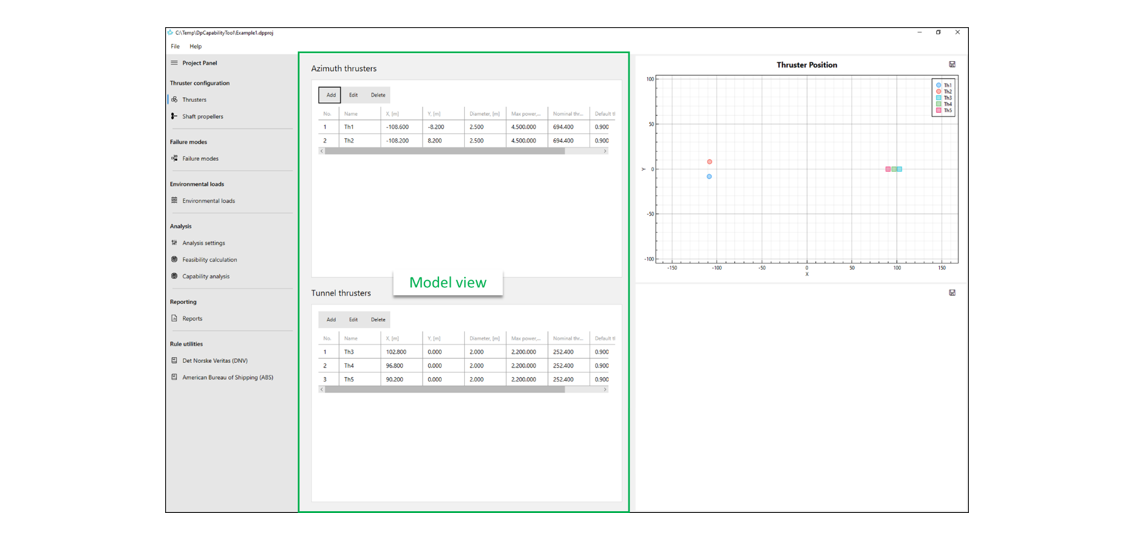 C:\Temp\DpCapabilityTool\Example1.dpproj
File Help
Project Panel
Thruster configuration
Thrusters
Shaft propellers
Failure modes
Failure modes
Environmental loads
Environmental loads
Analysis
Analysis settings
Feasibility calculation
Capability analysis
Reporting
Reports
Rule utilities
Det Norske Veritas (DNV)
American Bureau of Shipping (ABS)
Azimuth thrusters
Add Edit Delete
No. Name X, [m] Y, [m] Diameter, [m] Max power,... Nominal thr... Default tl
1 Th1 -108.600 -8.200 2.500 4.500.000 694.400 0.900
2 Th2 -108.200 8.200 2.500 4.500.000 694.400 0.900
Model view
Tunnel thrusters
Add Edit Delete
No. Name X, [m] Y, [m] Diameter, [m] Max power,... Nominal thr... Default tl
1 Th3 102.800 0.000 2.000 2.200.000 252.400 0.900
2 Th4 96.800 0.000 2.000 2.200.000 252.400 0.900
3 Th5 90.200 0.000 2.000 2.200.000 252.400 0.900
Thruster Position
100
50
0
-50
-100
Y
-150 -100 -50 0 50 100 150
X
Th1
Th2
Th3
Th4
Th5